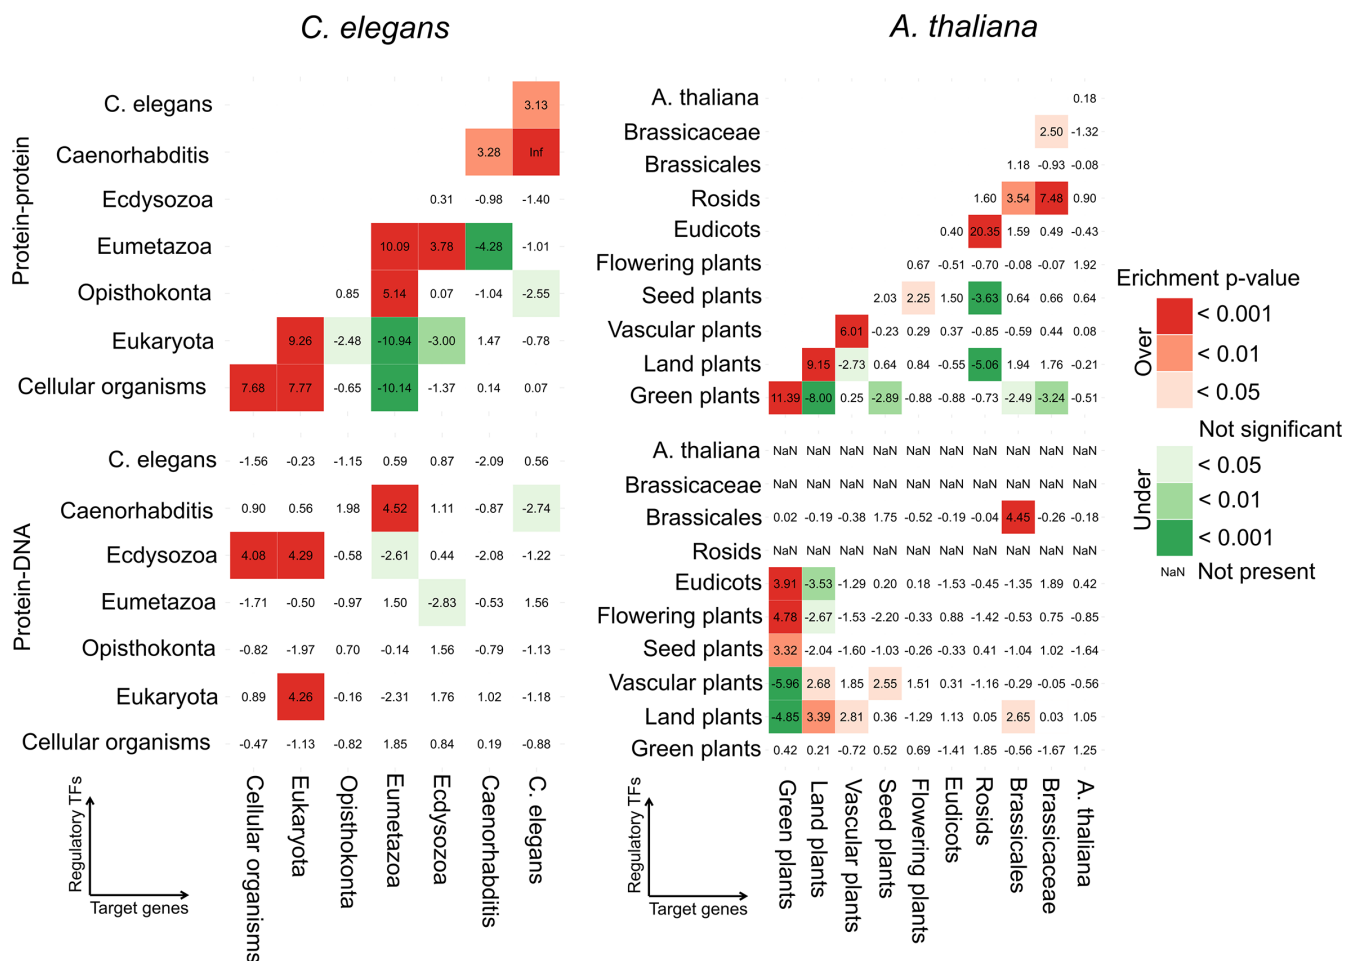 C. elegans
A. thaliana
Protein-protein
C. elegans 3.13
Caenorhabditis 3.28 Inf
Ecdysozoa 0.31 -0.98 -1.40
Eumetazoa 10.09 3.78 -4.28 -1.01
Opisthokonta 0.85 5.14 0.07 -1.04 -2.55
Eukaryota 9.26 -2.48 -10.94 -3.00 1.47 -0.78
Cellular organisms 7.68 7.77 -0.65 -10.14 -1.37 0.14 0.07
Protein-DNA
C. elegans -1.56 -0.23 -1.15 0.59 0.87 -2.09 0.56
Caenorhabditis 0.90 0.56 1.98 4.52 1.11 -0.87 -2.74
Ecdysozoa 4.08 4.29 -0.58 -2.61 0.44 -2.08 -1.22
Eumetazoa -1.71 -0.50 -0.97 1.50 -2.83 -0.53 1.56
Opisthokonta -0.82 -1.97 0.70 -0.14 1.56 -0.79 -1.13
Eukaryota 0.89 4.26 -0.16 -2.31 1.76 1.02 -1.18
Cellular organisms -0.47 -1.13 -0.82 1.85 0.84 0.19 -0.88
Regulatory TFs
Target genes
Cellular organisms
Eukaryota
Opisthokonta
Eumetazoa
Ecdysozoa
Caenorhabditis
C. elegans
A. thaliana 0.18
Brassicaceae 2.50 -1.32
Brassicales 1.18 -0.93 -0.08
Rosids 1.60 3.54 7.48 0.90
Eudicots 0.40 20.35 1.59 0.49 -0.43
Flowering plants 0.67 -0.51 -0.70 -0.08 -0.07 1.92
Seed plants 2.03 2.25 1.50 -3.63 0.64 0.66 0.64
Vascular plants 6.01 -0.23 0.29 0.37 -0.85 -0.59 0.44 0.08
Land plants 9.15 -2.73 0.64 0.84 -0.55 -5.06 1.94 1.76 -0.21
Green plants 11.39 -8.00 0.25 -2.89 -0.88 -0.88 -0.73 -2.49 -3.24 -0.51
A. thaliana NaN NaN NaN NaN NaN NaN NaN NaN NaN NaN
Brassicaceae NaN NaN NaN NaN NaN NaN NaN NaN NaN NaN
Brassicales 0.02 -0.19 -0.38 1.75 -0.52 -0.19 -0.04 4.45 -0.26 -0.18
Rosids NaN NaN NaN NaN NaN NaN NaN NaN NaN NaN
Eudicots 3.91 -3.53 -1.29 0.20 0.18 -1.53 -0.45 -1.35 1.89 0.42
Flowering plants 4.78 -2.67 -1.53 -2.20 -0.33 0.88 -1.42 -0.53 0.75 -0.85
Seed plants 3.32 -2.04 -1.60 -1.03 -0.26 -0.33 0.41 -1.04 1.02 -1.64
Vascular plants -5.96 2.68 1.85 2.55 1.51 0.31 -1.16 -0.29 -0.05 -0.56
Land plants -4.85 3.39 2.81 0.36 -1.29 1.13 0.05 2.65 0.03 1.05
Green plants 0.42 0.21 -0.72 0.52 0.69 -1.41 1.85 -0.56 -1.67 1.25
Regulatory TFs
Target genes
Green plants
Land plants
Vascular plants
Seed plants
Flowering plants
Eudicots
Rosids
Brassicales
Brassicaceae
A. thaliana
Erichment p-value
Over
< 0.001
< 0.01
< 0.05
Not significant
Under
< 0.05
< 0.01
< 0.001
NaN Not present